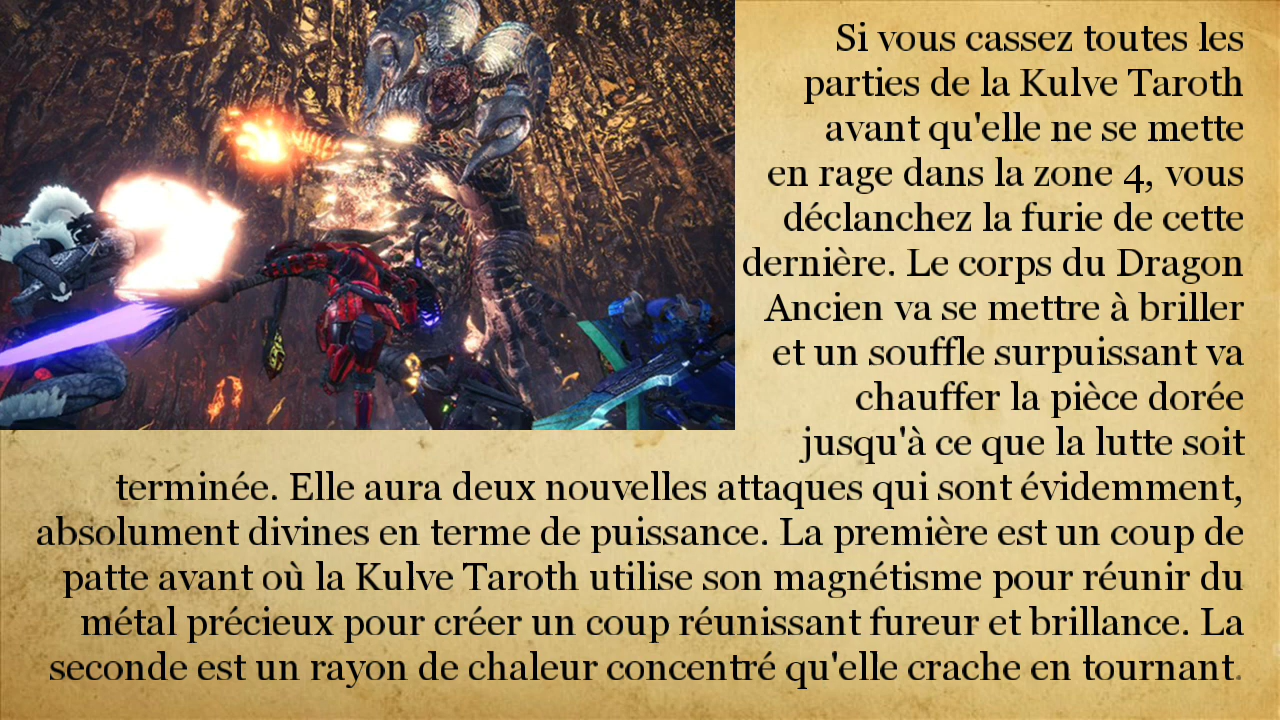 Si vous cassez toutes les
parties de la Kulve Taroth
avant qu'elle ne se mette
en rage dans la zone 4, vous
déclanchez la furie de cette
dernière. Le corps du Dragon
Ancien va se mettre à briller
et un souffle surpuissant va
chauffer la pièce dorée
jusqu'à ce que la lutte soit
terminée. Elle aura deux nouvelles attaques qui sont évidemment,
absolument divines en terme de puissance. La première est un coup de
patte avant où la Kulve Taroth utilise son magnétisme pour réunir du
métal précieux pour créer un coup réunissant fureur et brillance. La
seconde est un rayon de chaleur concentré qu'elle crache en tournant.